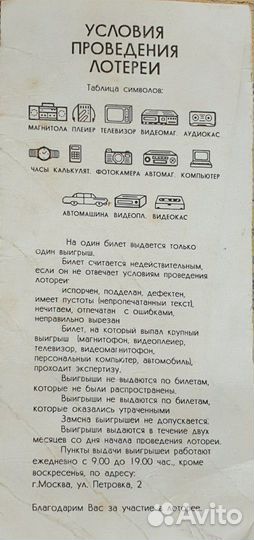 УСЛОВИЯ
ПРОВЕДЕНИЯ
ЛОТЕРЕИ
Таблица символов:
МАГНИТОЛА ПЛЕЙЕР ТЕЛЕВИЗОР ВИДЕОМАГ. АУДИОКАС
ЧАСЫ КАЛЬКУЛЯТ. ФОТОКАМЕРА АВТОМАГ. КОМПЬЮТЕР
АВТОМАШИНА ВИДЕОПЛ. ВИДЕОКАС
На один билет выдается только
один выигрыш.
Билет считается недействительным,
если он не отвечает условиям проведения
лотереи:
испорчен, подделан, дефектен,
имеет пустоты (непропечатанный текст),
нечитаем, отпечатан с ошибками,
неправильно вырезан
Билет, на который выпал крупный
выигрыш (магнитофон, видеоплейер,
телевизор, видеомагнитофон,
персональный компьютер, автомобиль),
проходит экспертизу.
Выигрыши не выдаются по билетам,
которые не были распространены.
Выигрыши не выдаются по билетам,
которые оказались утраченными
Замена выигрышей не допускается.
Выигрыши выдаются в течение двух
месяцев со дня начала проведения лотереи.
Пункты выдачи выигрышей работают
ежедневно с 9.00 до 19.00 час., кроме
воскресенья, по адресу:
г.Москва, ул. Петровка, 2
Благодарим Вас за участие в лотерее
Avito